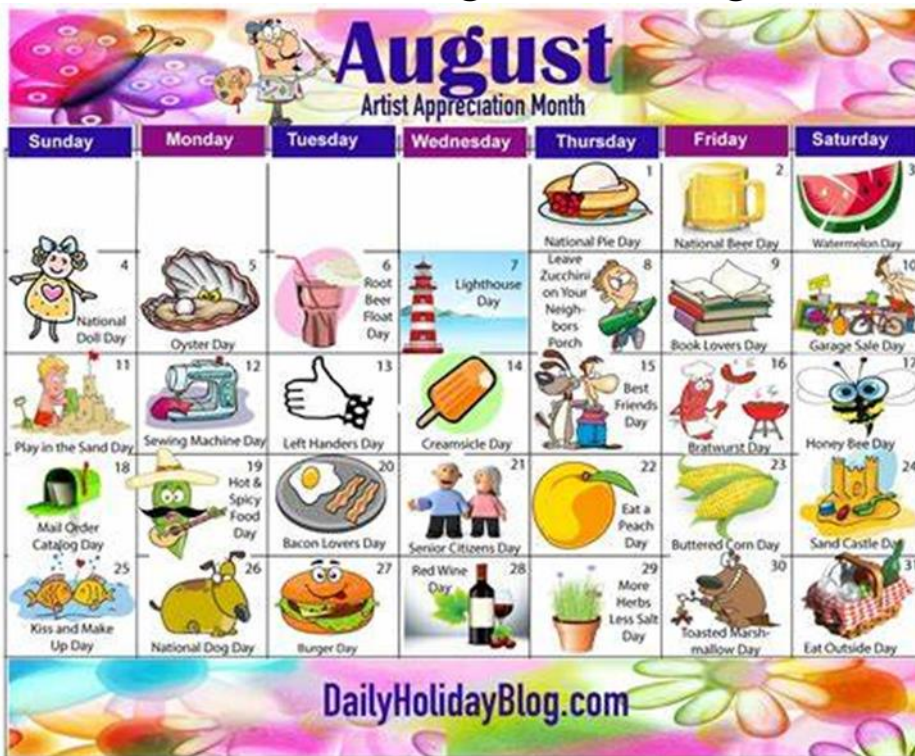 August
Artist Appreciation Month
Sunday Monday Tuesday Wednesday Thursday Friday Saturday
1
National Pie Day
2
National Beer Day
3
Watermelon Day
4
National
Doll Day
5
Oyster Day
6
Root
Beer
Float
Day
7
Lighthouse
Day
8
Leave
Zucchini
on Your
Neigh-
bors
Porch
9
Book Lovers Day
10
Garage Sale Day
11
Play in the Sand Day
12
Sewing Machine Day
13
Left Handers Day
14
Creamsicle Day
15
Best
Friends
Day
16
Bratwurst Day
17
Honey Bee Day
18
Mail Order
Catalog Day
19
Hot &
Spicy
Food
Day
20
Bacon Lovers Day
21
Senior Citizens Day
22
Eat a
Peach
Day
23
Buttered Corn Day
24
Sand Castle Day
25
Kiss and Make
Up Day
26
National Dog Day
27
Burger Day
28
Red Wine
Day
29
More
Herbs
Less Salt
Day
30
Toasted Marsh-
mallow Day
31
Eat Outside Day
DailyHolidayBlog.com